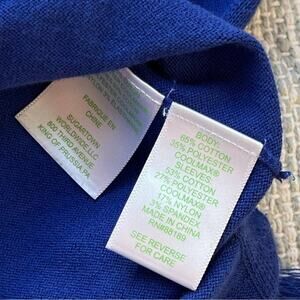 FABRIQUE EN
CHINE
SUGARTOWN
WORLDWIDE, LLC
800 THIRD AVENUE
KING OF PRUSSIA, PA
BODY:
65% COTTON
35% POLYESTER
COOLMAX®
SLEEVES
53% COTTON
27% POLYESTER
COOLMAX®
17% NYLON
3% SPANDEX
MADE IN CHINA
RN#88189
SEE REVERSE
FOR CARE